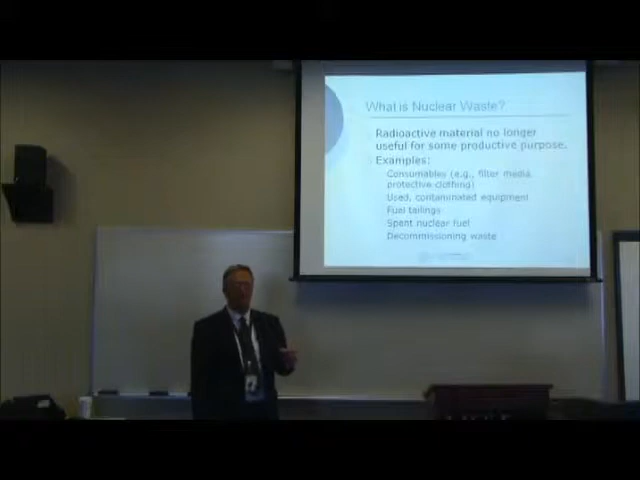 What is Nuclear Waste?
Radioactive material no longer
useful for some productive purpose.
Examples:
Consumables (e.g., filter media,
protective clothing)
Used, contaminated equipment
Fuel tailings
Spent nuclear fuel
Decommissioning waste